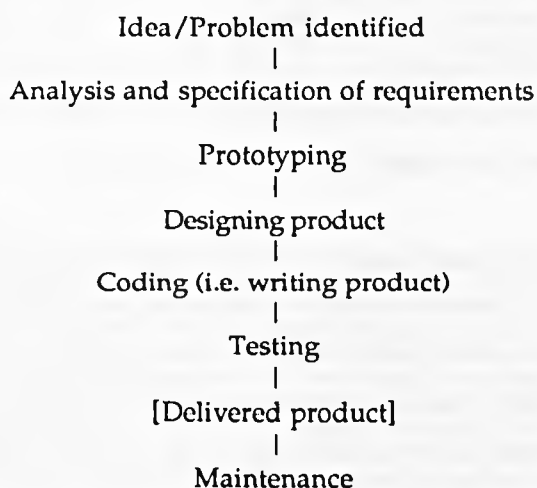 Idea/Problem identified
Analysis and specification of requirements
Prototyping
Designing product
Coding (i.e. writing product)
Testing
[Delivered product]
Maintenance